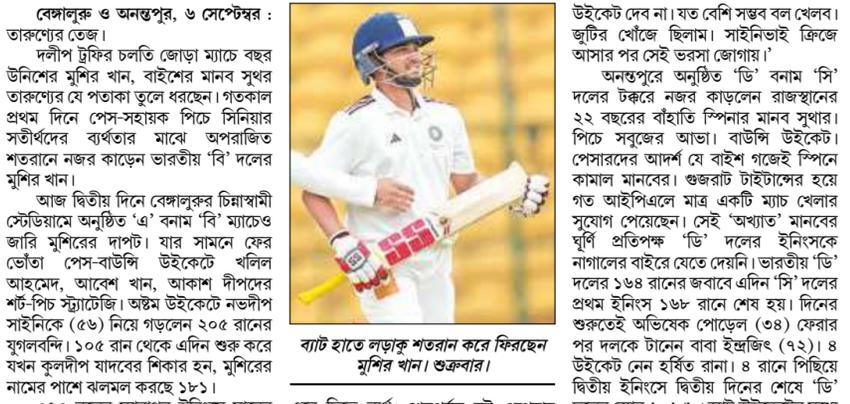 বেঙ্গালুরু ও অনন্তপুর, ৬ সেপ্টেম্বর :
তারুণ্যের তেজ।
দলীপ ট্রফির চলতি জোড়া ম্যাচে বছর
উনিশের মুশির খান, বাইশের মানব সুথর
তারুণ্যের যে পতাকা তুলে ধরছেন। গতকাল
প্রথম দিনে পেস-সহায়ক পিচে সিনিয়র
সতীর্থদের ব্যর্থতার মাঝে অপরাজিত
শতরানে নজর কাড়েন ভারতীয় ‘বি’ দলের
মুশির খান।
আজ দ্বিতীয় দিনে বেঙ্গালুরুর চিন্নাস্বামী
স্টেডিয়ামে অনুষ্ঠিত ‘এ’ বনাম ‘বি’ ম্যাচেও
জারি মুশিরের দাপট। যার সামনে ফের
ভোঁতা পেস-বাউন্সি উইকেটে খলিল
আহমেদ, আবেশ খান, আকাশ দীপদের
শর্ট-পিচ স্ট্র্যাটেজি। অষ্টম উইকেটে নভদীপ
সাইনিকে (৫৬) নিয়ে গড়লেন ২০৫ রানের
যুগলবন্দি। ১০৫ রান থেকে এদিন শুরু করে
যখন কুলদীপ যাদবের শিকার হন, মুশিরের
নামের পাশে ঝলমল করছে ১৮১।
SS
SS
ব্যাট হাতে লড়াকু শতরান করে ফিরছেন
মুশির খান। শুক্রবার।
উইকেট দেব না। যত বেশি সম্ভব বল খেলব।
জুটির খোঁজে ছিলাম। সাইনিভাই ক্রিজে
আসার পর সেই ভরসা জোগায়।’
অনন্তপুরে অনুষ্ঠিত ‘ডি’ বনাম ‘সি’
দলের টক্করে নজর কাড়লেন রাজস্থানের
২২ বছরের বাঁহাতি স্পিনার মানব সুথার।
পিচে সবুজের আভা। বাউন্সি উইকেট।
পেসারদের আদর্শ যে বাইশ গজেই স্পিনে
কামাল মানবের। গুজরাট টাইটান্সের হয়ে
গত আইপিএলে মাত্র একটি ম্যাচ খেলার
সুযোগ পেয়েছেন। সেই ‘অখ্যাত’ মানবের
ঘূর্ণি প্রতিপক্ষ ‘ডি’ দলের ইনিংসকে
নাগালের বাইরে যেতে দেয়নি। ভারতীয় ‘ডি’
দলের ১৬৪ রানের জবাবে এদিন ‘সি’ দলের
প্রথম ইনিংস ১৬৮ রানে শেষ হয়। দিনের
শুরুতেই অভিষেক পোড়েল (৩৪) ফেরার
পর দলকে টানেন বাবা ইন্দ্রজিৎ (৭২)। ৪
উইকেট নেন হর্ষিত রানা। ৪ রানে পিছিয়ে
দ্বিতীয় ইনিংসে দ্বিতীয় দিনের শেষে ‘ডি’